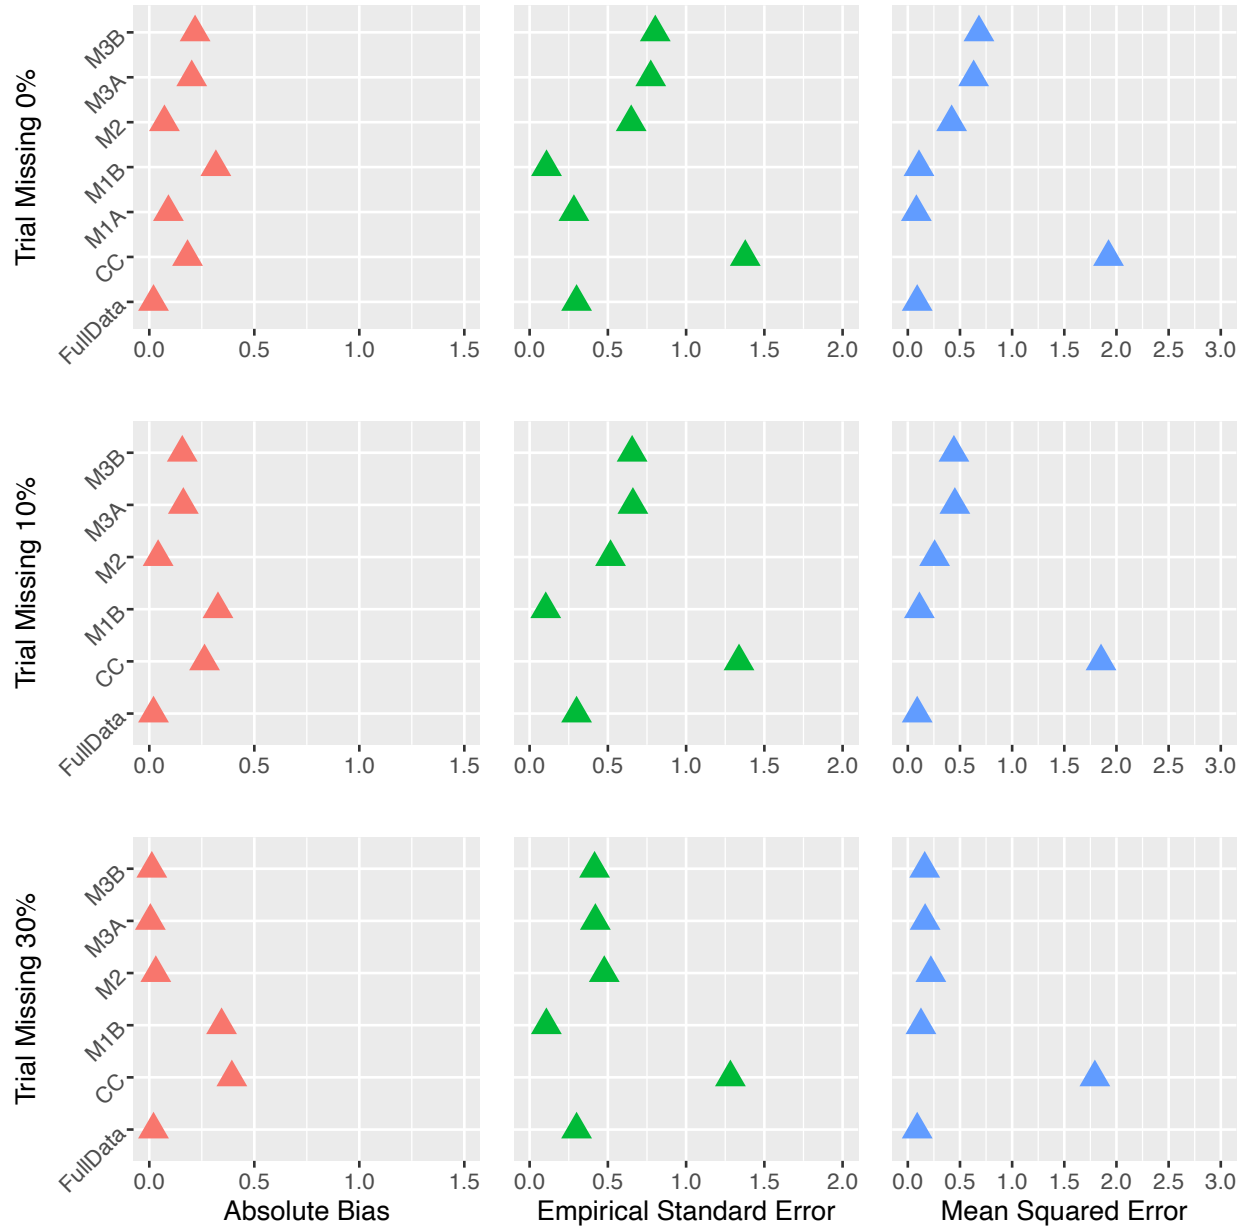 Trial Missing 0%
M3B
M3A
M2
M1B
M1A
CC
FullData
0.0 0.5 1.0 1.5
0.0 0.5 1.0 1.5 2.0
0.0 0.5 1.0 1.5 2.0 2.5 3.0
Trial Missing 10%
M3B
M3A
M2
M1B
CC
FullData
0.0 0.5 1.0 1.5
0.0 0.5 1.0 1.5 2.0
0.0 0.5 1.0 1.5 2.0 2.5 3.0
Trial Missing 30%
M3B
M3A
M2
M1B
CC
FullData
0.0 0.5 1.0 1.5
0.0 0.5 1.0 1.5 2.0
0.0 0.5 1.0 1.5 2.0 2.5 3.0
Absolute Bias
Empirical Standard Error
Mean Squared Error